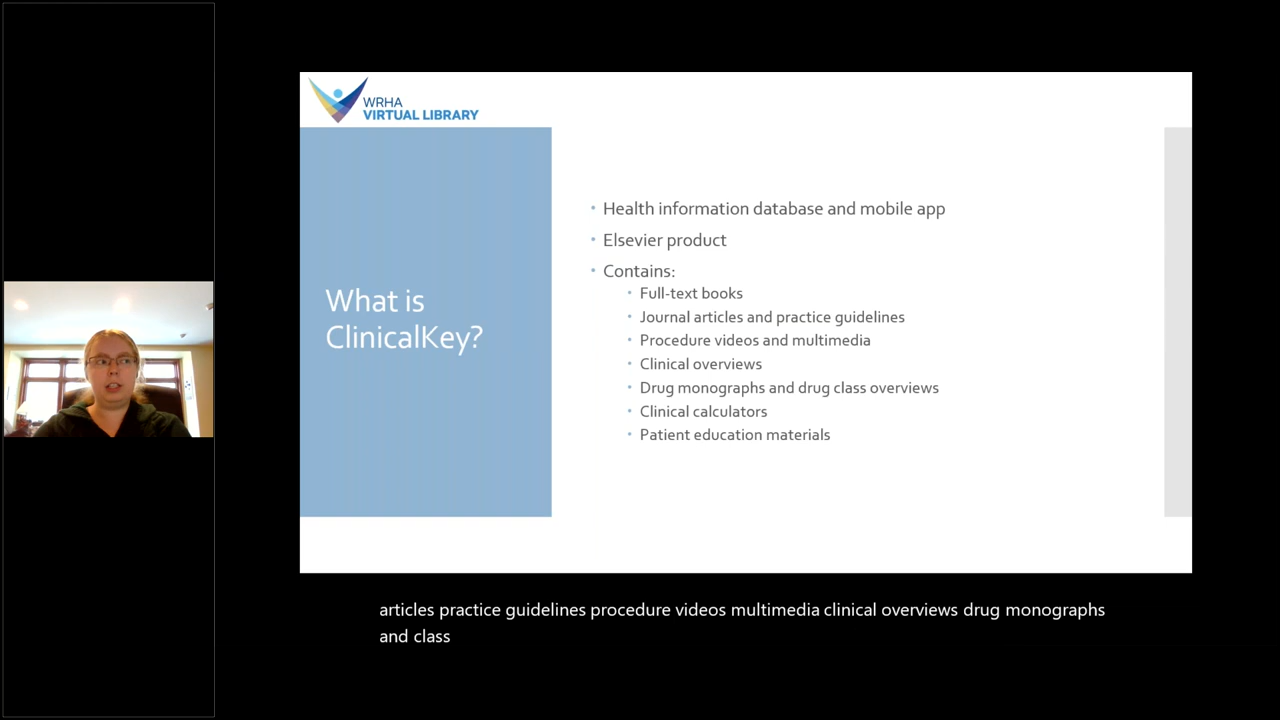 WRHA
VIRTUAL LIBRARY
What is
ClinicalKey?
• Health information database and mobile app
• Elsevier product
• Contains:
• Full-text books
• Journal articles and practice guidelines
• Procedure videos and multimedia
• Clinical overviews
• Drug monographs and drug class overviews
• Clinical calculators
• Patient education materials
articles practice guidelines procedure videos multimedia clinical overviews drug monographs
and class